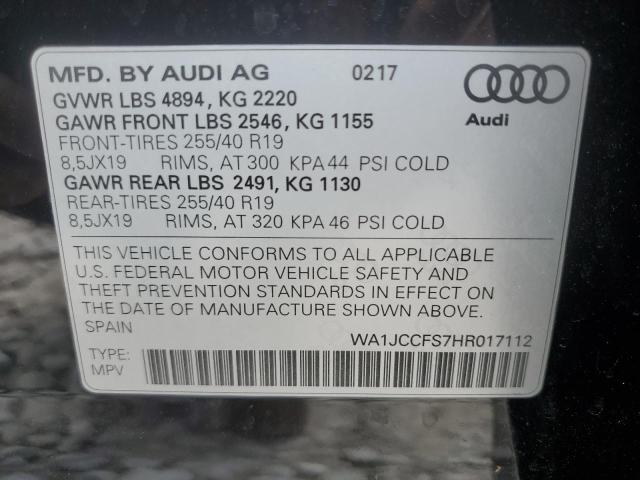 MFD. BY AUDI AG 0217
GVWR LBS 4894, KG 2220
GAWR FRONT LBS 2546, KG 1155
FRONT-TIRES 255/40 R19
8,5JX19 RIMS, AT 300 KPA 44 PSI COLD
GAWR REAR LBS 2491, KG 1130
REAR-TIRES 255/40 R19
8,5JX19 RIMS, AT 320 KPA 46 PSI COLD
Audi
THIS VEHICLE CONFORMS TO ALL APPLICABLE
U.S. FEDERAL MOTOR VEHICLE SAFETY AND
THEFT PREVENTION STANDARDS IN EFFECT ON
THE DATE OF MANUFACTURE SHOWN ABOVE.
SPAIN WA1JCCFS7HR017112
TYPE:
MPV